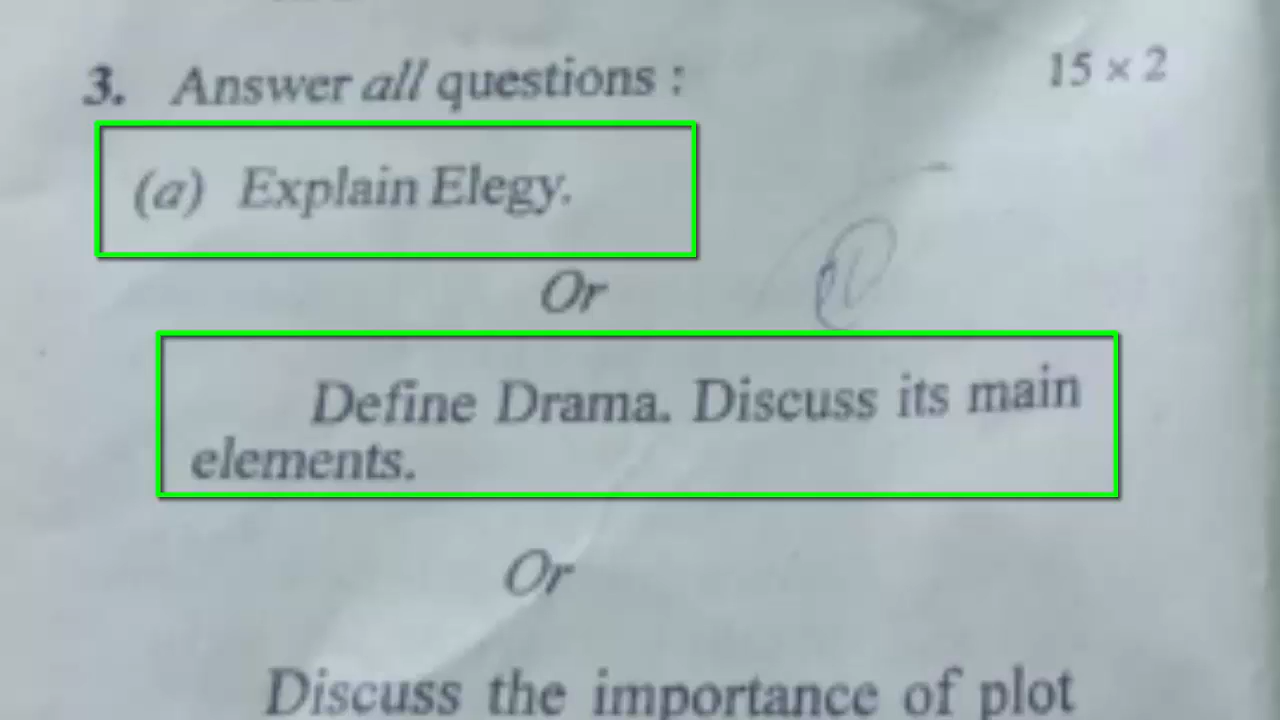 3. Answer all questions : 15 × 2
(a) Explain Elegy.
Or
Define Drama. Discuss its main
elements.
Or
Discuss the importance of plot